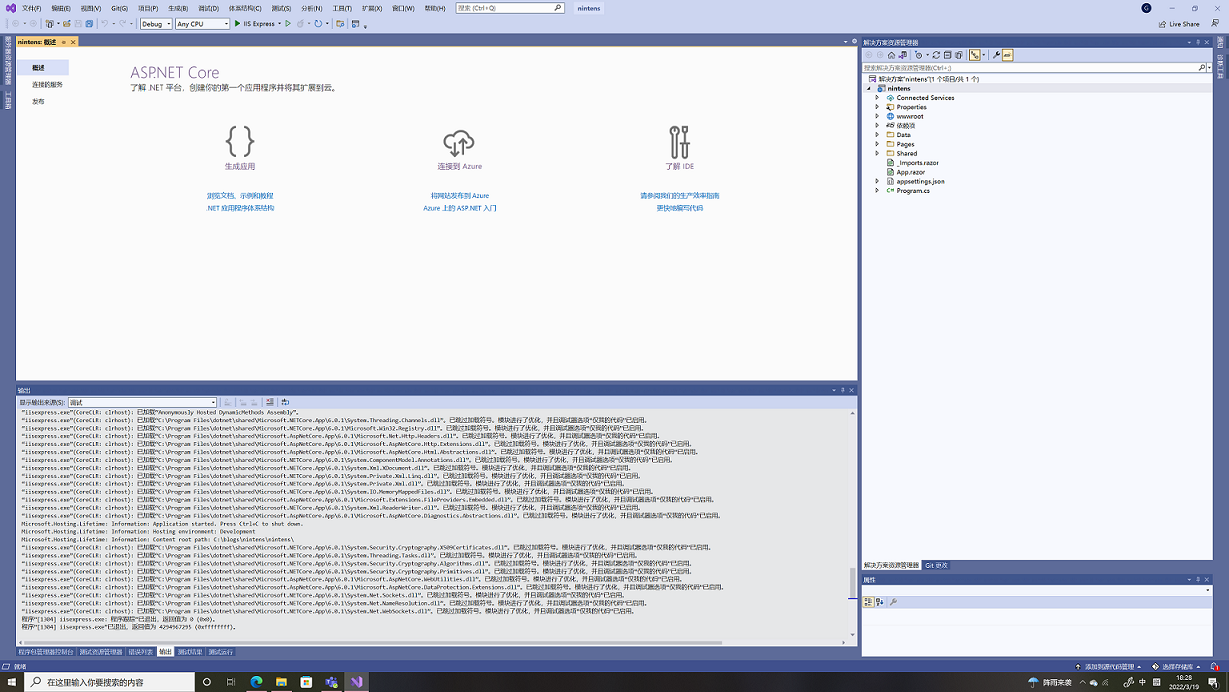 文件(F) 编辑(E) 视图(V) Git(G) 项目(P) 生成(B) 调试(D) 体系结构(C) 测试(S) 分析(N) 工具(T) 扩展(X) 窗口(W) 帮助(H) 搜索 (Ctrl+Q) nintens
G
Live Share
Debug Any CPU IIS Express
nintens: 概述
概述
连接的服务
发布
ASP.NET Core
了解 .NET 平台，创建你的第一个应用程序并将其扩展到云。
生成应用
浏览文档、示例和教程
.NET 应用程序体系结构
连接到 Azure
将网站发布到 Azure
Azure 上的 ASP.NET 入门
了解 IDE
请参阅我们的生产效率指南
更快地编写代码
输出
显示输出来源(S): 调试
"iisexpress.exe"(CoreCLR: clrhost): 已加载"Anonymously Hosted DynamicMethods Assembly"。
"iisexpress.exe"(CoreCLR: clrhost): 已加载"C:\Program Files\dotnet\shared\Microsoft.NETCore.App\6.0.1\System.Threading.Channels.dll"。已跳过加载符号。模块进行了优化，并且调试器选项"仅我的代码"已启用。
"iisexpress.exe"(CoreCLR: clrhost): 已加载"C:\Program Files\dotnet\shared\Microsoft.NETCore.App\6.0.1\Microsoft.Win32.Registry.dll"。已跳过加载符号。模块进行了优化，并且调试器选项"仅我的代码"已启用。
"iisexpress.exe"(CoreCLR: clrhost): 已加载"C:\Program Files\dotnet\shared\Microsoft.AspNetCore.App\6.0.1\Microsoft.Net.Http.Headers.dll"。已跳过加载符号。模块进行了优化，并且调试器选项"仅我的代码"已启用。
"iisexpress.exe"(CoreCLR: clrhost): 已加载"C:\Program Files\dotnet\shared\Microsoft.AspNetCore.App\6.0.1\Microsoft.AspNetCore.Http.Extensions.dll"。已跳过加载符号。模块进行了优化，并且调试器选项"仅我的代码"已启用。
"iisexpress.exe"(CoreCLR: clrhost): 已加载"C:\Program Files\dotnet\shared\Microsoft.AspNetCore.App\6.0.1\Microsoft.AspNetCore.Html.Abstractions.dll"。已跳过加载符号。模块进行了优化，并且调试器选项"仅我的代码"已启用。
"iisexpress.exe"(CoreCLR: clrhost): 已加载"C:\Program Files\dotnet\shared\Microsoft.NETCore.App\6.0.1\System.ComponentModel.Annotations.dll"。已跳过加载符号。模块进行了优化，并且调试器选项"仅我的代码"已启用。
"iisexpress.exe"(CoreCLR: clrhost): 已加载"C:\Program Files\dotnet\shared\Microsoft.NETCore.App\6.0.1\System.Xml.XDocument.dll"。已跳过加载符号。模块进行了优化，并且调试器选项"仅我的代码"已启用。
"iisexpress.exe"(CoreCLR: clrhost): 已加载"C:\Program Files\dotnet\shared\Microsoft.NETCore.App\6.0.1\System.Private.Xml.Linq.dll"。已跳过加载符号。模块进行了优化，并且调试器选项"仅我的代码"已启用。
"iisexpress.exe"(CoreCLR: clrhost): 已加载"C:\Program Files\dotnet\shared\Microsoft.NETCore.App\6.0.1\System.Private.Xml.dll"。已跳过加载符号。模块进行了优化，并且调试器选项"仅我的代码"已启用。
"iisexpress.exe"(CoreCLR: clrhost): 已加载"C:\Program Files\dotnet\shared\Microsoft.NETCore.App\6.0.1\System.IO.MemoryMappedFiles.dll"。已跳过加载符号。模块进行了优化，并且调试器选项"仅我的代码"已启用。
"iisexpress.exe"(CoreCLR: clrhost): 已加载"C:\Program Files\dotnet\shared\Microsoft.AspNetCore.App\6.0.1\Microsoft.Extensions.FileProviders.Embedded.dll"。已跳过加载符号。模块进行了优化，并且调试器选项"仅我的代码"已启用。
"iisexpress.exe"(CoreCLR: clrhost): 已加载"C:\Program Files\dotnet\shared\Microsoft.NETCore.App\6.0.1\System.Xml.ReaderWriter.dll"。已跳过加载符号。模块进行了优化，并且调试器选项"仅我的代码"已启用。
"iisexpress.exe"(CoreCLR: clrhost): 已加载"C:\Program Files\dotnet\shared\Microsoft.AspNetCore.App\6.0.1\Microsoft.AspNetCore.Diagnostics.Abstractions.dll"。已跳过加载符号。模块进行了优化，并且调试器选项"仅我的代码"已启用。
Microsoft.Hosting.Lifetime: Information: Application started. Press Ctrl+C to shut down.
Microsoft.Hosting.Lifetime: Information: Hosting environment: Development
Microsoft.Hosting.Lifetime: Information: Content root path: C:\blogs\nintens\nintens\
"iisexpress.exe"(CoreCLR: clrhost): 已加载"C:\Program Files\dotnet\shared\Microsoft.NETCore.App\6.0.1\System.Security.Cryptography.X509Certificates.dll"。已跳过加载符号。模块进行了优化，并且调试器选项"仅我的代码"已启用。
"iisexpress.exe"(CoreCLR: clrhost): 已加载"C:\Program Files\dotnet\shared\Microsoft.NETCore.App\6.0.1\System.Threading.Tasks.dll"。已跳过加载符号。模块进行了优化，并且调试器选项"仅我的代码"已启用。
"iisexpress.exe"(CoreCLR: clrhost): 已加载"C:\Program Files\dotnet\shared\Microsoft.NETCore.App\6.0.1\System.Security.Cryptography.Algorithms.dll"。已跳过加载符号。模块进行了优化，并且调试器选项"仅我的代码"已启用。
"iisexpress.exe"(CoreCLR: clrhost): 已加载"C:\Program Files\dotnet\shared\Microsoft.NETCore.App\6.0.1\System.Security.Cryptography.Primitives.dll"。已跳过加载符号。模块进行了优化，并且调试器选项"仅我的代码"已启用。
"iisexpress.exe"(CoreCLR: clrhost): 已加载"C:\Program Files\dotnet\shared\Microsoft.AspNetCore.App\6.0.1\Microsoft.AspNetCore.WebUtilities.dll"。已跳过加载符号。模块进行了优化，并且调试器选项"仅我的代码"已启用。
"iisexpress.exe"(CoreCLR: clrhost): 已加载"C:\Program Files\dotnet\shared\Microsoft.AspNetCore.App\6.0.1\Microsoft.AspNetCore.DataProtection.Extensions.dll"。已跳过加载符号。模块进行了优化，并且调试器选项"仅我的代码"已启用。
"iisexpress.exe"(CoreCLR: clrhost): 已加载"C:\Program Files\dotnet\shared\Microsoft.NETCore.App\6.0.1\System.Net.Sockets.dll"。已跳过加载符号。模块进行了优化，并且调试器选项"仅我的代码"已启用。
"iisexpress.exe"(CoreCLR: clrhost): 已加载"C:\Program Files\dotnet\shared\Microsoft.NETCore.App\6.0.1\System.Net.NameResolution.dll"。已跳过加载符号。模块进行了优化，并且调试器选项"仅我的代码"已启用。
"iisexpress.exe"(CoreCLR: clrhost): 已加载"C:\Program Files\dotnet\shared\Microsoft.NETCore.App\6.0.1\System.Net.WebSockets.dll"。已跳过加载符号。模块进行了优化，并且调试器选项"仅我的代码"已启用。
程序"[1304] iisexpress.exe: 程序跟踪"已退出，返回值为 0 (0x0)。
程序"[1304] iisexpress.exe"已退出，返回值为 4294967295 (0xffffffff)。
程序包管理器控制台 测试资源管理器 错误列表 输出 测试结果 测试运行
解决方案资源管理器
搜索解决方案资源管理器(Ctrl+;)
解决方案"nintens"(1 个项目/共 1 个)
nintens
Connected Services
Properties
wwwroot
依赖项
Data
Pages
Shared
_Imports.razor
App.razor
appsettings.json
C# Program.cs
解决方案资源管理器 Git 更改
属性
就绪
添加到源代码管理 选择存储库
在这里输入你要搜索的内容
阵雨来袭
中
18:28
2022/3/19